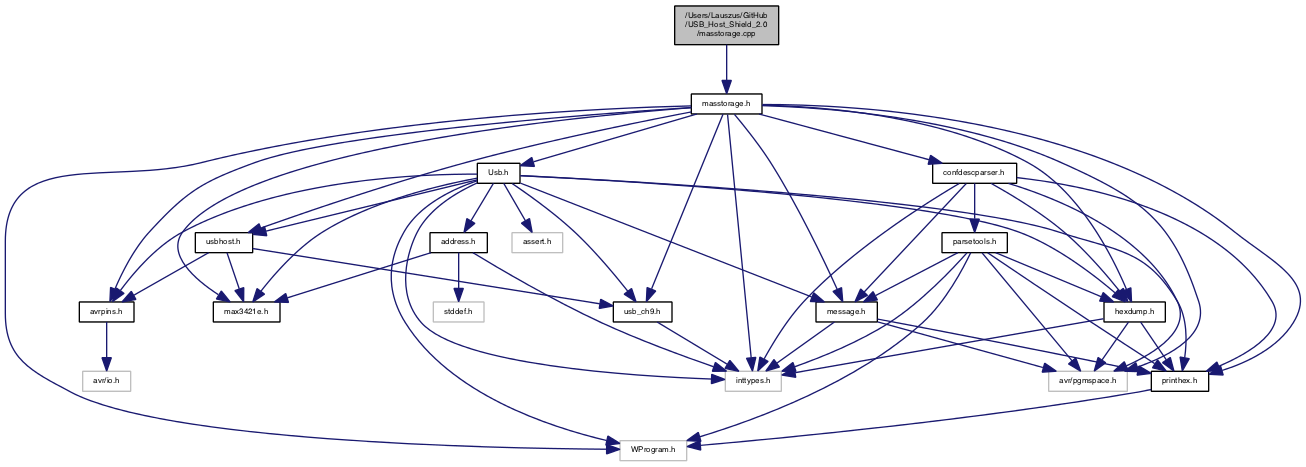 /Users/Lauszus/GitHub
/USB_Host_Shield_2.0
/masstorage.cpp
masstorage.h
Usb.h
confdescparser.h
usbhost.h
address.h
assert.h
parsetools.h
avrpins.h
max3421e.h
stddef.h
usb_ch9.h
message.h
hexdump.h
avr/io.h
inttypes.h
avr/pgmspace.h
printhex.h
WProgram.h